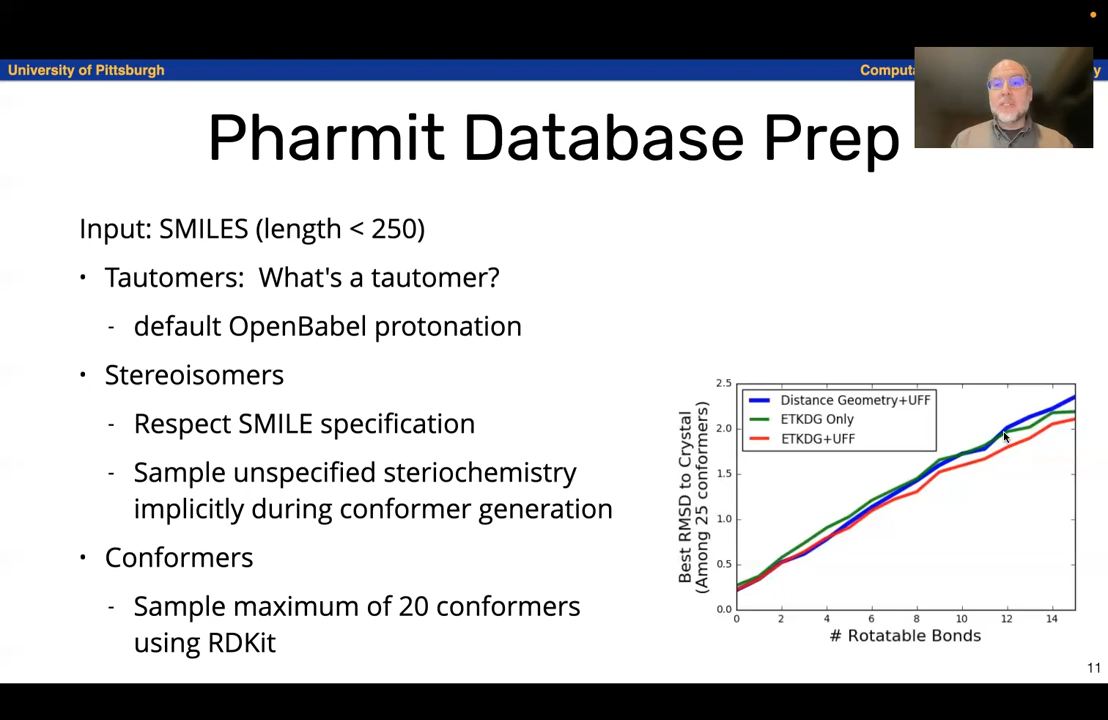 University of Pittsburgh
Computa
y
Pharmit Database Prep
Input: SMILES (length < 250)
• Tautomers: What's a tautomer?
- default OpenBabel protonation
• Stereoisomers
- Respect SMILE specification
- Sample unspecified steriochemistry
implicitly during conformer generation
• Conformers
- Sample maximum of 20 conformers
using RDKit
Best RMSD to Crystal
(Among 25 conformers)
2.5
2.0
1.5
1.0
0.5
0.0
Distance Geometry+UFF
ETKDG Only
ETKDG+UFF
0 2 4 6 8 10 12 14
# Rotatable Bonds
11